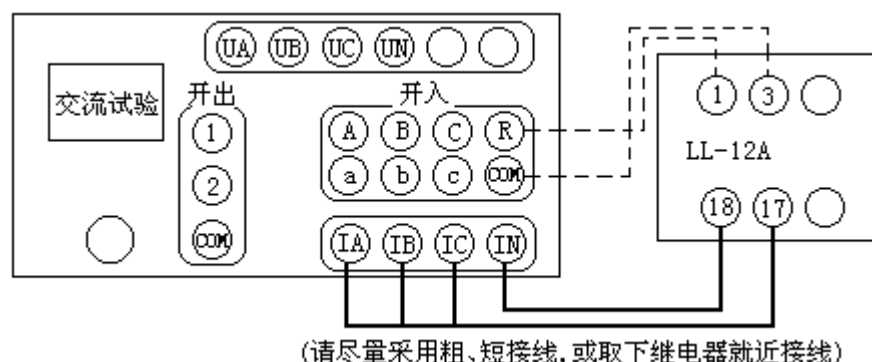 UA UB UC UN
交流试验
开出
开入
1
A B C R
1 3
2
a b c COM
LL-12A
COM
IA IB IC IN
18 17
(请尽量采用粗、短接线,或取下继电器就近接线)